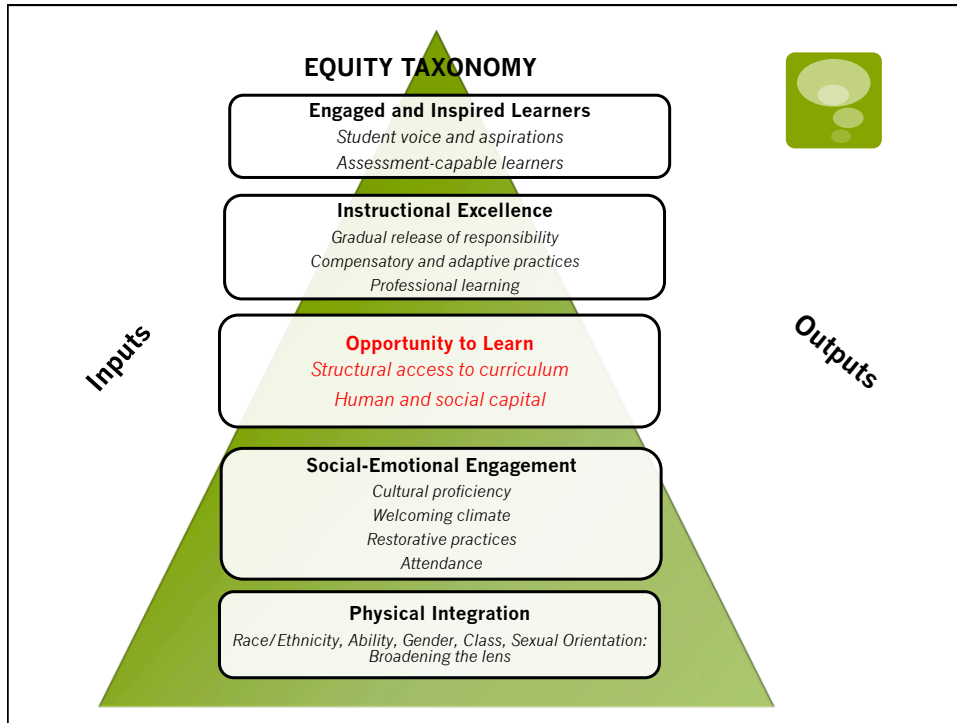 EQUITY TAXONOMY
Engaged and Inspired Learners
Student voice and aspirations
Assessment-capable learners
Instructional Excellence
Gradual release of responsibility
Compensatory and adaptive practices
Professional learning
Inputs
Outputs
Opportunity to Learn
Structural access to curriculum
Human and social capital
Social-Emotional Engagement
Cultural proficiency
Welcoming climate
Restorative practices
Attendance
Physical Integration
Race/Ethnicity, Ability, Gender, Class, Sexual Orientation:
Broadening the lens